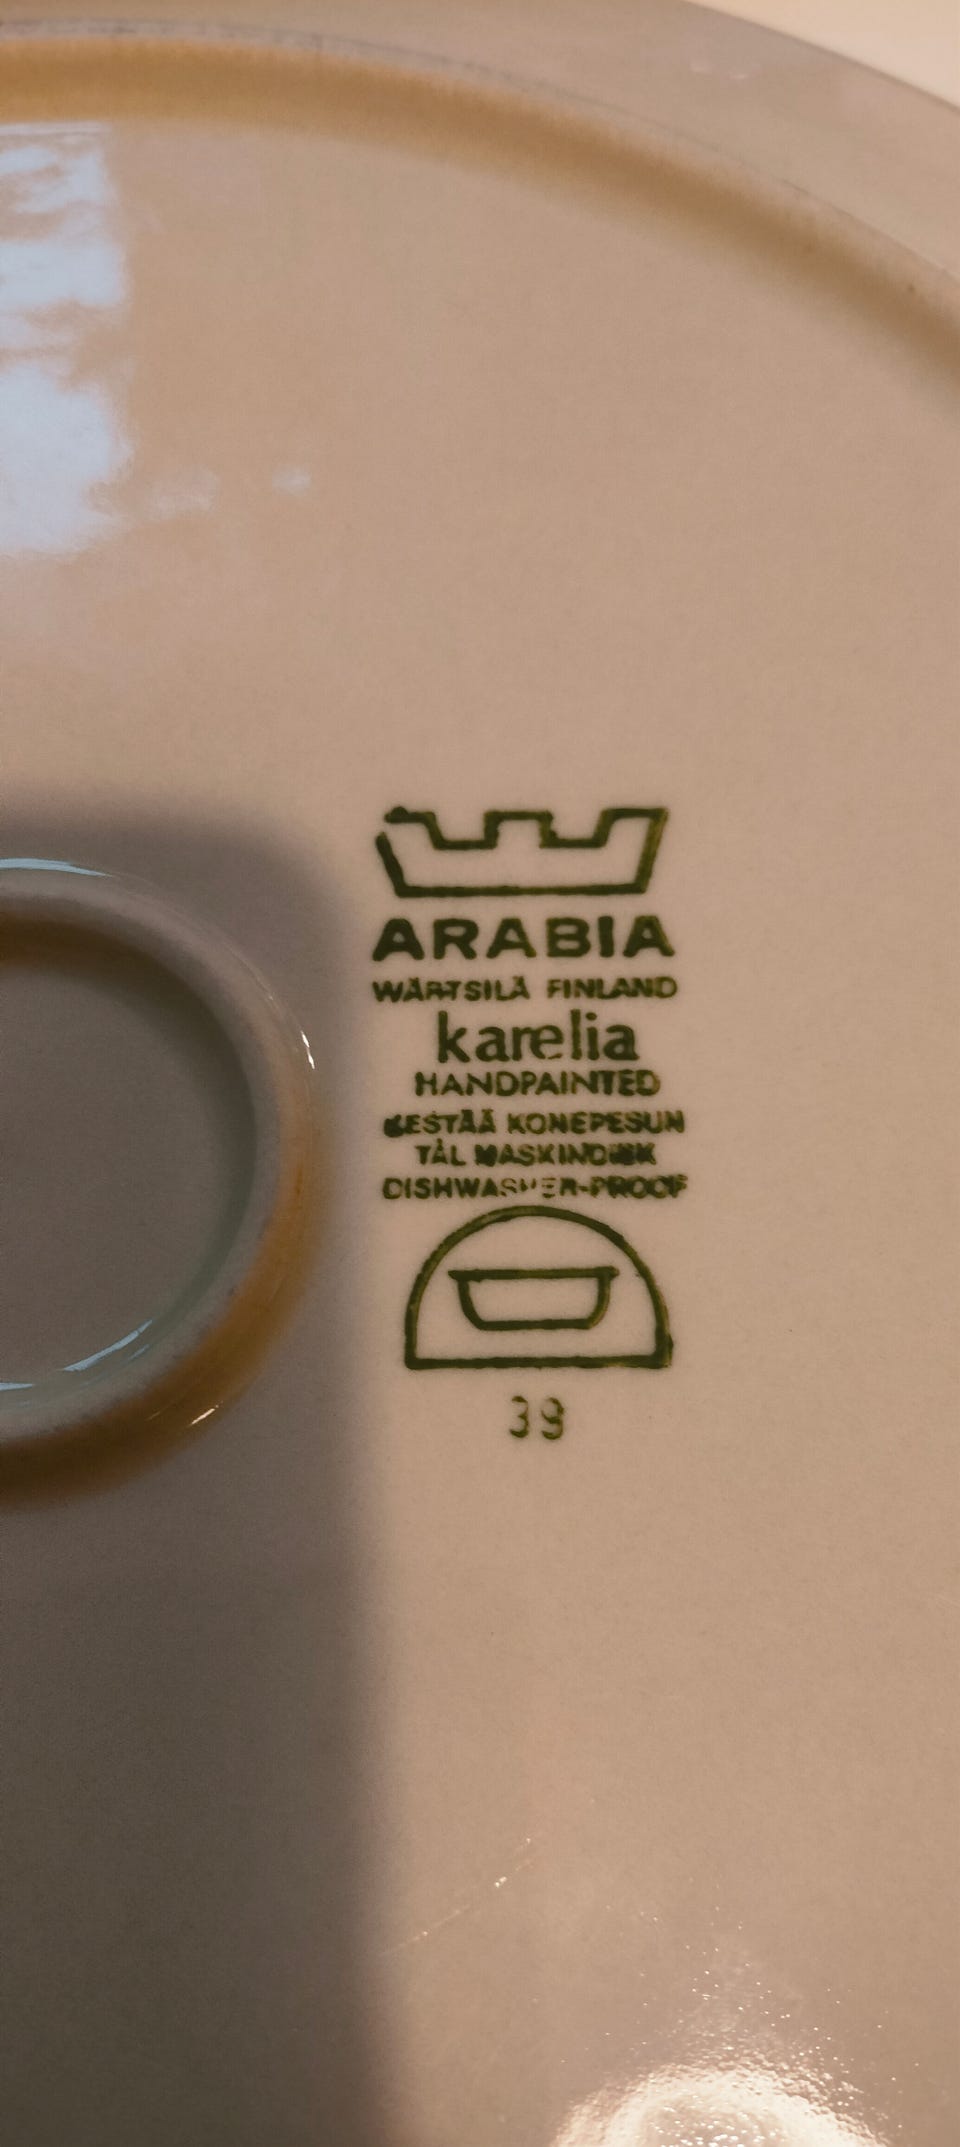 ARABIA
WÄRTSILÄ FINLAND
karelia
HANDPAINTED
KESTÄÄ KONEPESUN
TÅL MASKINDISK
DISHWASHER-PROOF
39